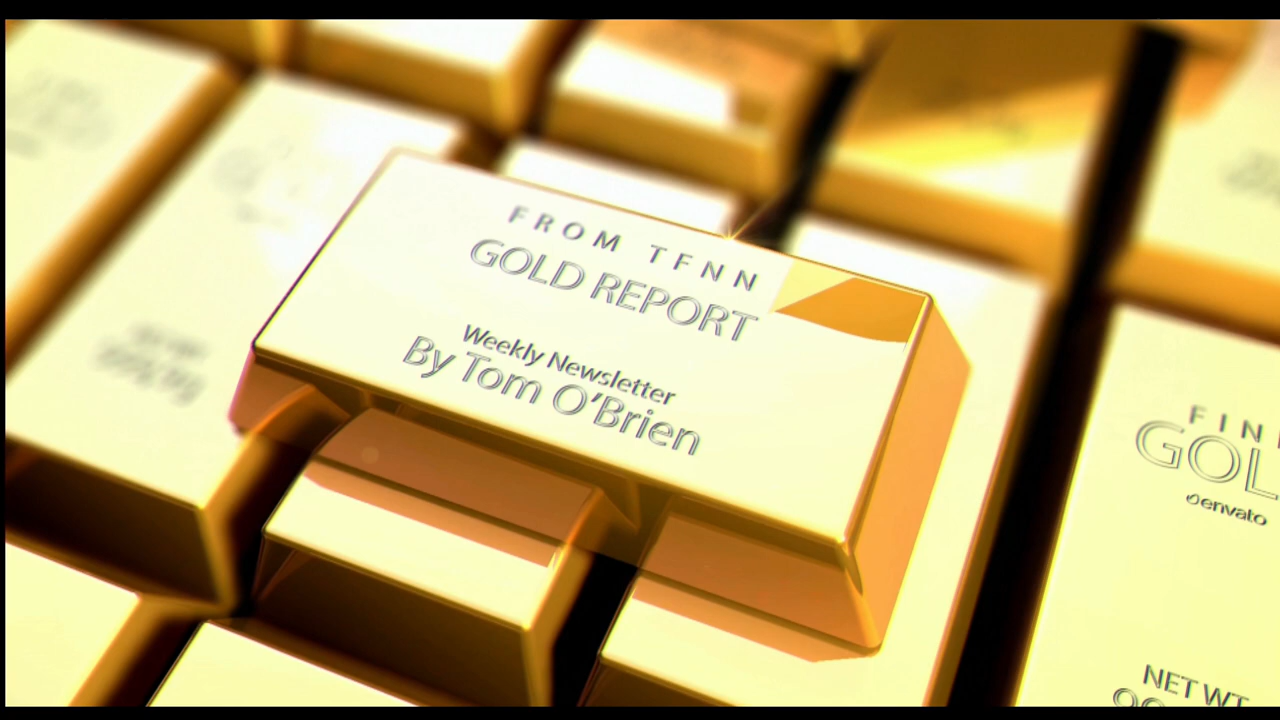 FROM TFNN
GOLD REPORT
Weekly Newsletter
By Tom O'Brien
GOL
envato
NET WT